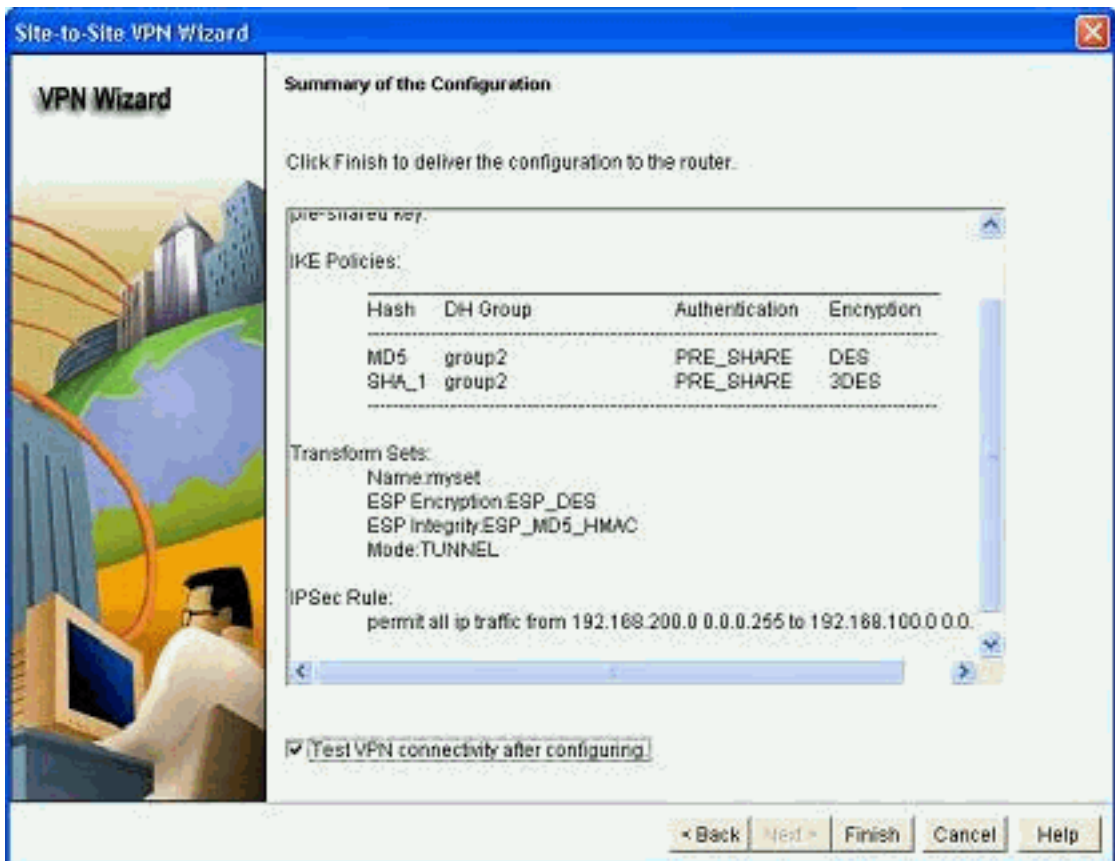 Site-to-Site VPN Wizard
VPN Wizard
Summary of the Configuration
Click Finish to deliver the configuration to the router.
pre-shared key.
IKE Policies:
Hash DH Group Authentication Encryption
MD5 group2 PRE_SHARE DES
SHA_1 group2 PRE_SHARE 3DES
Transform Sets:
Name:myset
ESP Encryption:ESP_DES
ESP Integrity:ESP_MD5_HMAC
Mode:TUNNEL
IPSec Rule:
permit all ip traffic from 192.168.200.0 0.0.0.255 to 192.168.100.0 0.0.
Test VPN connectivity after configuring.
< Back Next > Finish Cancel Help